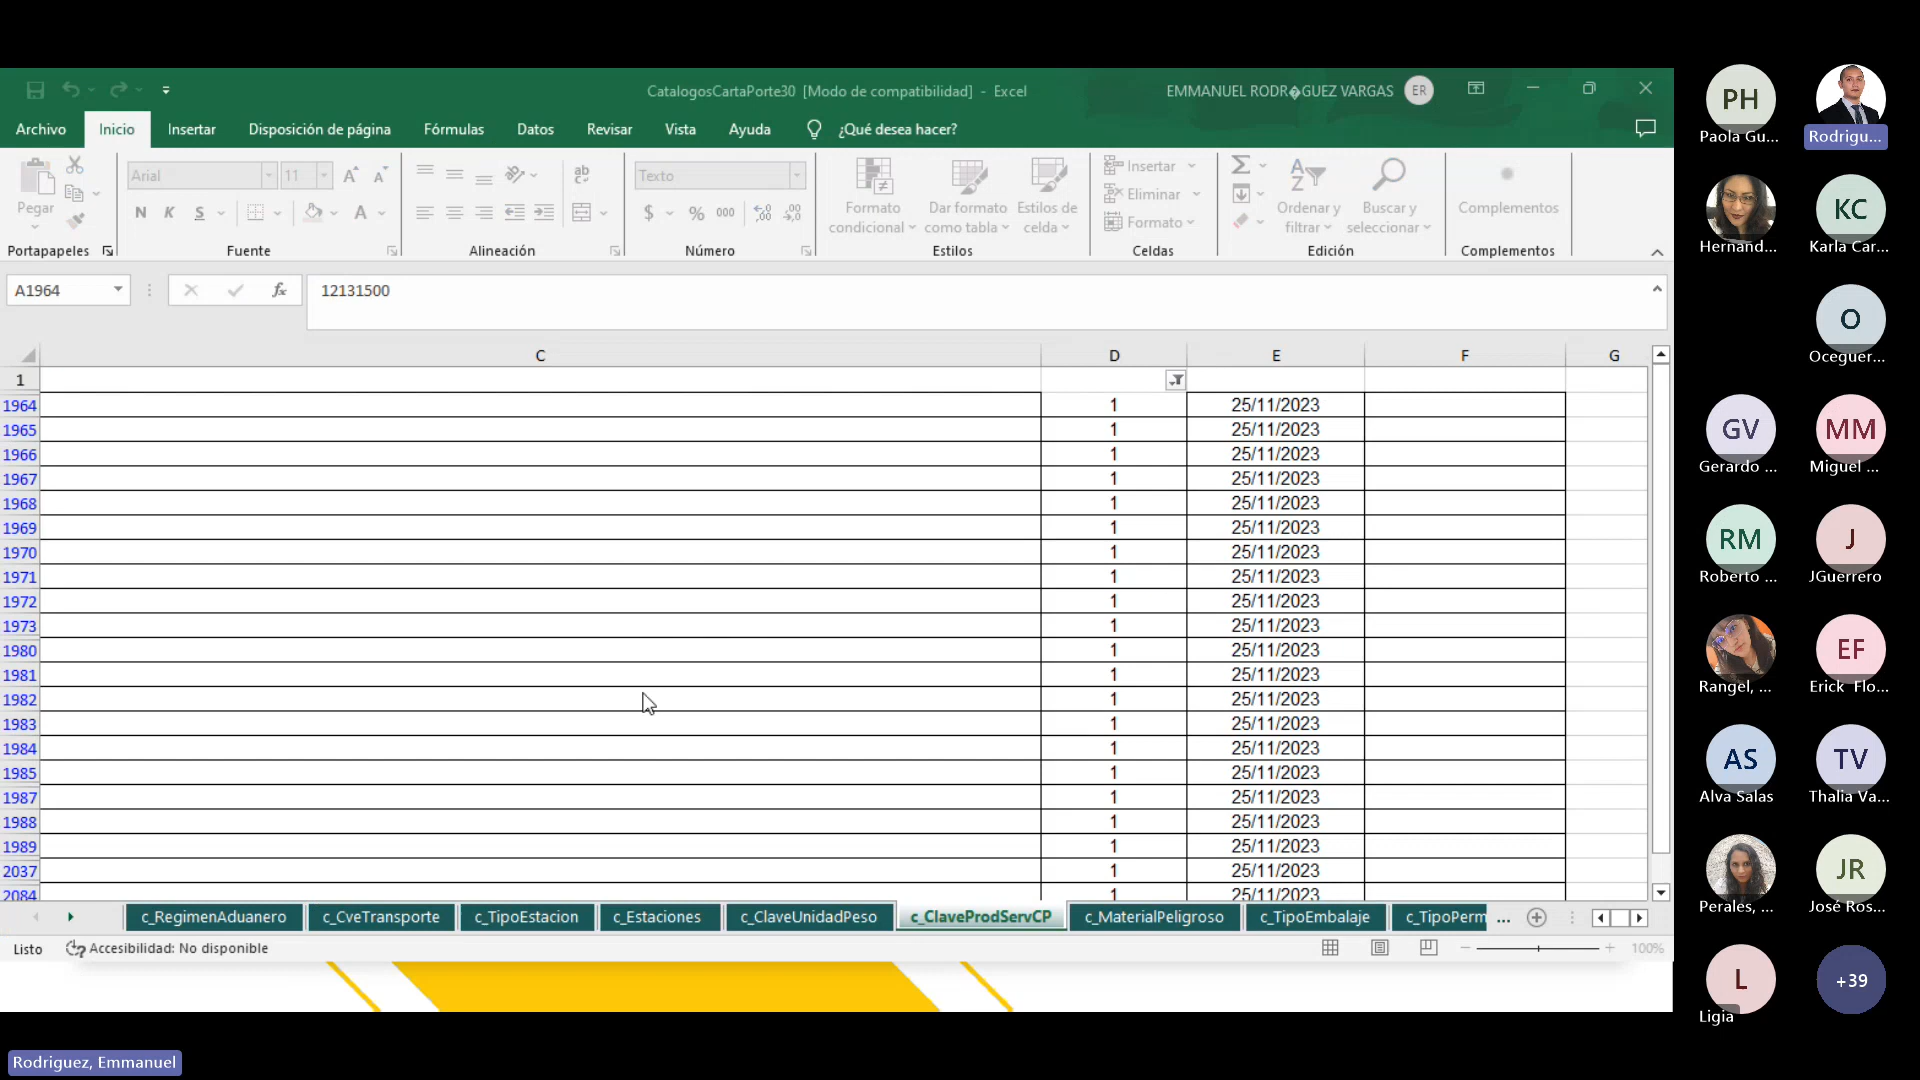 CatalogosCartaPorte30 [Modo de compatibilidad] - Excel
EMMANUEL RODR�GUEZ VARGAS
ER
Archivo Inicio Insertar Disposición de página Fórmulas Datos Revisar Vista Ayuda ¿Qué desea hacer?
Pegar
Arial 11
N K S
ab
Texto
$ % 000
Formato condicional
Dar formato como tabla
Estilos de celda
Insertar
Eliminar
Formato
Ordenar y filtrar
Buscar y seleccionar
Complementos
Portapapeles Fuente Alineación Número Estilos Celdas Edición Complementos
A1964 fx 12131500
C D E F G
1
1964 1 25/11/2023
1965 1 25/11/2023
1966 1 25/11/2023
1967 1 25/11/2023
1968 1 25/11/2023
1969 1 25/11/2023
1970 1 25/11/2023
1971 1 25/11/2023
1972 1 25/11/2023
1973 1 25/11/2023
1980 1 25/11/2023
1981 1 25/11/2023
1982 1 25/11/2023
1983 1 25/11/2023
1984 1 25/11/2023
1985 1 25/11/2023
1987 1 25/11/2023
1988 1 25/11/2023
1989 1 25/11/2023
2037 1 25/11/2023
2084 1 25/11/2023
c_RegimenAduanero c_CveTransporte c_TipoEstacion c_Estaciones c_ClaveUnidadPeso c_ClaveProdServCP c_MaterialPeligroso c_TipoEmbalaje c_TipoPerm ...
Listo Accesibilidad: No disponible 100%
PH
Paola Gu...
Rodrigu...
Hernánd...
KC
Karla Car...
O
Oceguer...
GV
Gerardo ...
MM
Miguel ...
RM
Roberto ...
J
JGuerrero
Rangel, ...
EF
Erick Flo...
AS
Alva Salas
TV
Thalia Va...
Perales, ...
JR
José Ros...
L
Ligia
+39
Rodriguez, Emmanuel